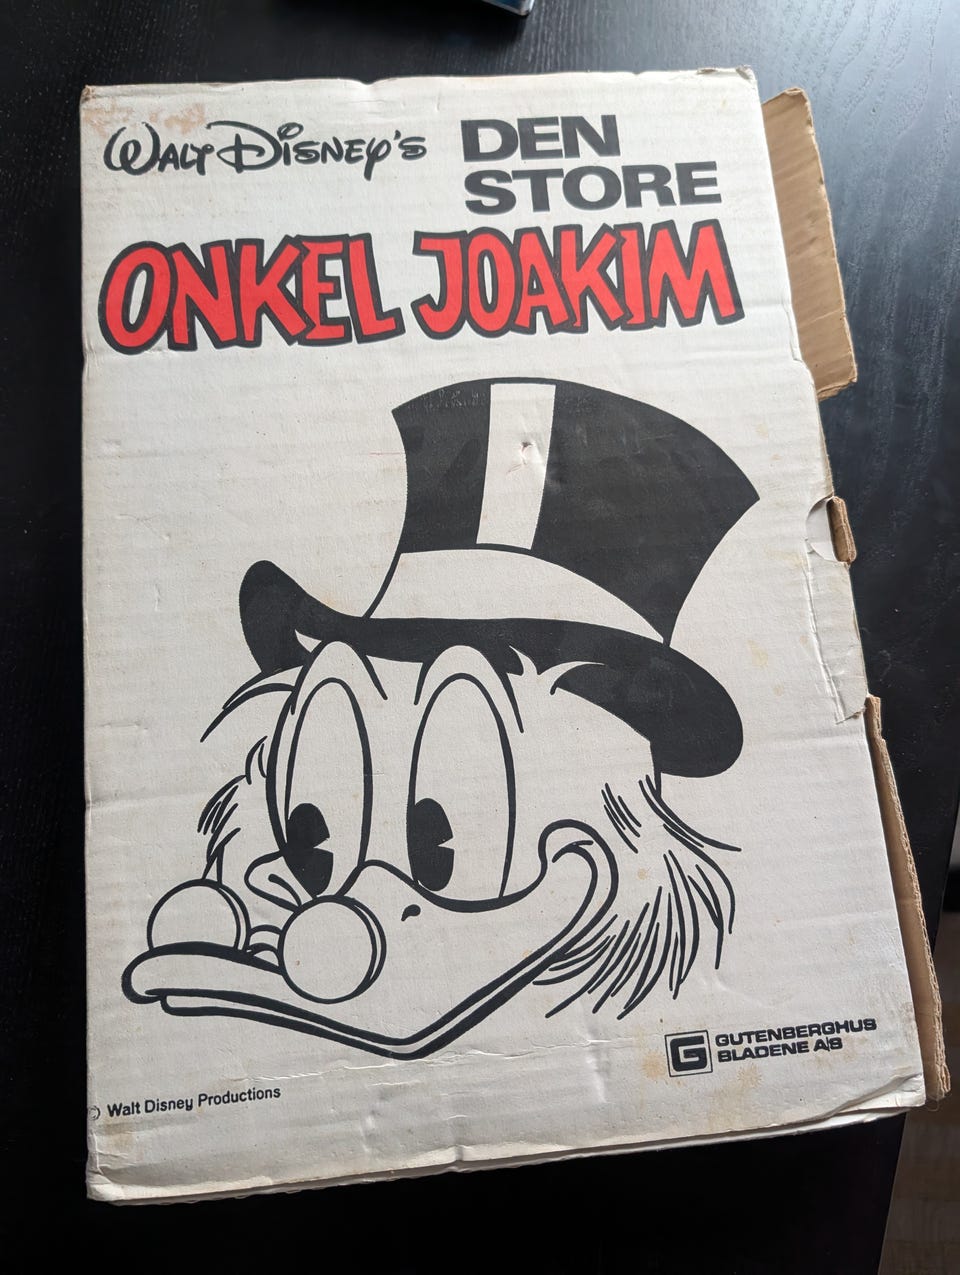 WALT DISNEY'S
DEN
STORE
ONKEL JOAKIM
G
GUTENBERGHUS
BLADENE A/S
© Walt Disney Productions